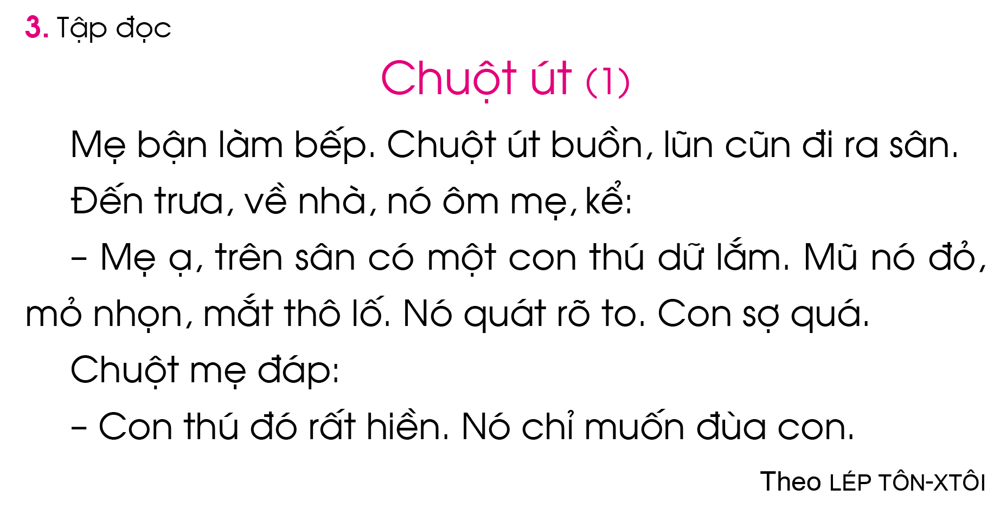 3. Tập đọc
Chuột út (1)
Mẹ bận làm bếp. Chuột út buồn, lũn cũn đi ra sân.
Đến trưa, về nhà, nó ôm mẹ, kể:
– Mẹ ạ, trên sân có một con thú dữ lắm. Mũ nó đỏ,
mỏ nhọn, mắt thô lố. Nó quát rõ to. Con sợ quá.
Chuột mẹ đáp:
– Con thú đó rất hiền. Nó chỉ muốn đùa con.
Theo LÉP TÔN-XTÔI